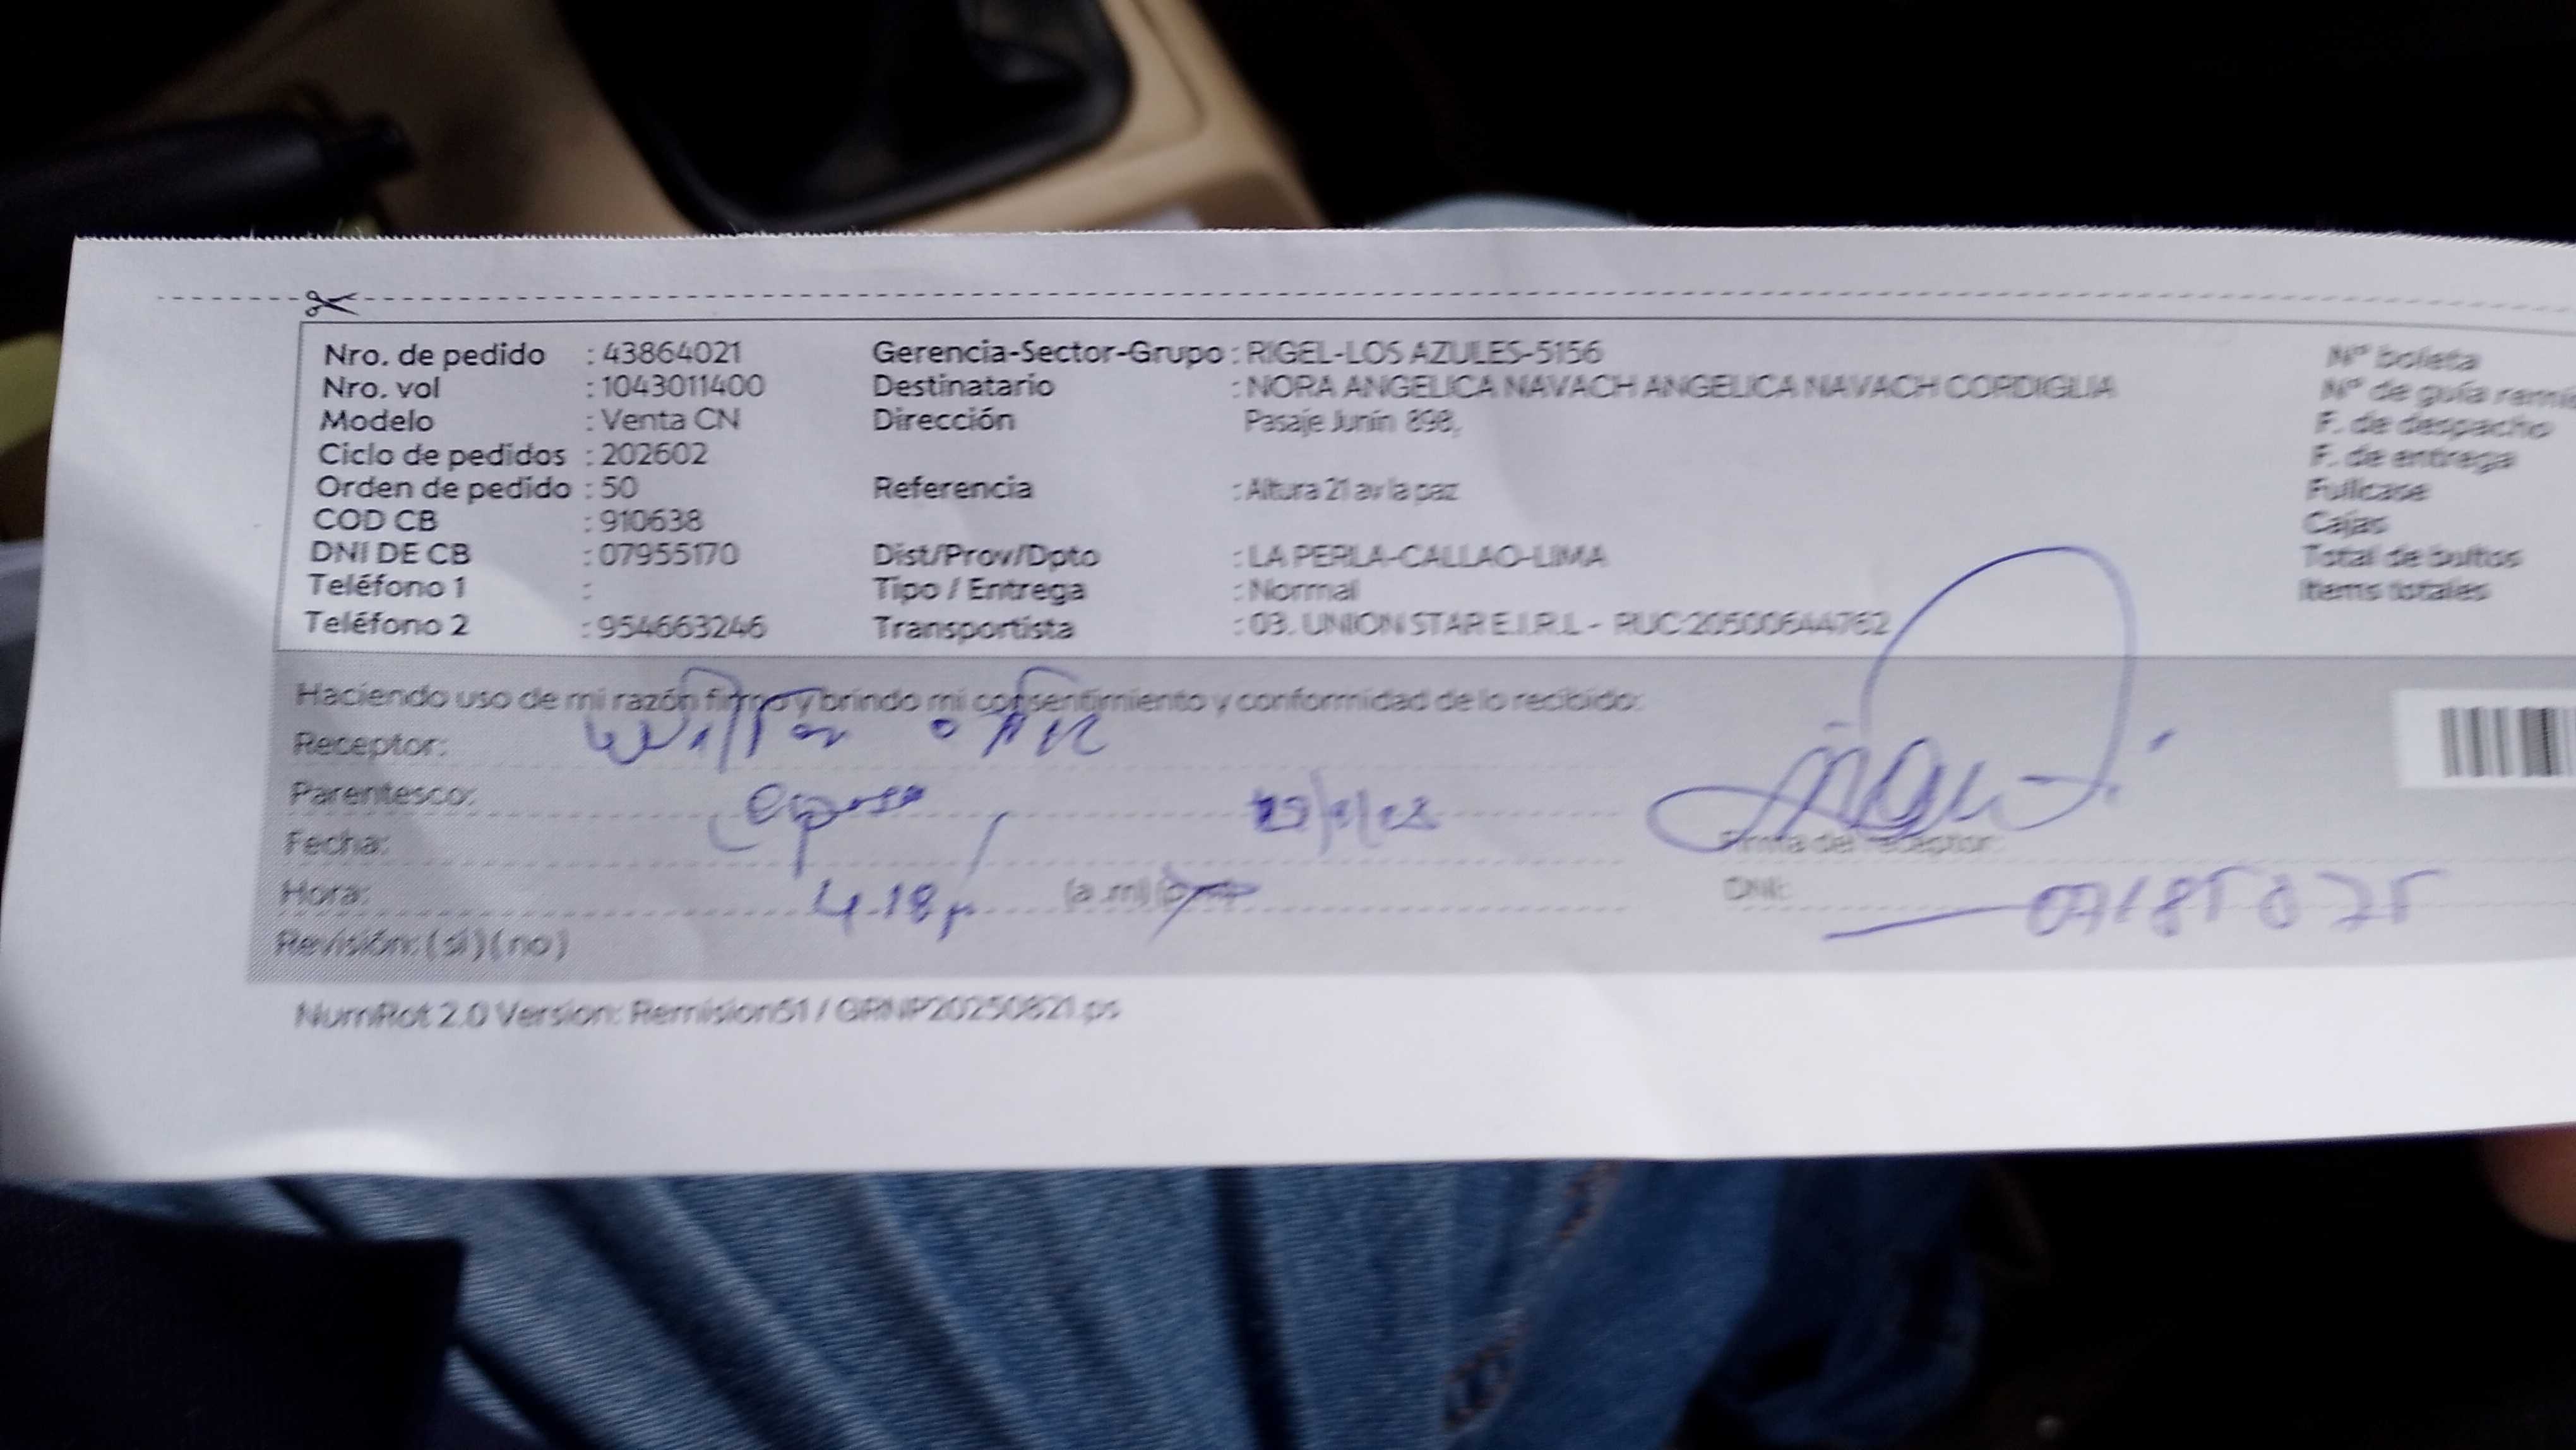 Nro. de pedido : 43864021 Gerencia-Sector-Grupo : RIGEL-LOS AZULES-5156 Nº boleta
Nro. vol : 1043011400 Destinatario : NORA ANGELICA NAVACH ANGELICA NAVACH CORDIGLIA Nº de guía
Modelo : Venta CN Dirección Pasaje Junín 898, F. de despacho
Ciclo de pedidos : 202602 F. de entrega
Orden de pedido : 50 Referencia : Altura 21 av la paz Fullcase
COD CB : 910638 Cajas
DNI DE CB : 07955170 Dist/Prov/Dpto : LA PERLA-CALLAO-LIMA Total de bultos
Teléfono 1 : Tipo / Entrega : Normal Items totales
Teléfono 2 : 954663246 Transportista : 03. UNION STAR E.I.R.L - RUC:20500644762
Haciendo uso de mi razón firmo y brindo mi consentimiento y conformidad de lo recibido:
Receptor:
Parentesco: esposo
Fecha:
Firma del receptor:
Hora: 4.18 p (a.m) (p.m) DNI:
Revisión: (si) (no)
NumRot 2.0 Version: Remision51 / GRNP20250821.ps